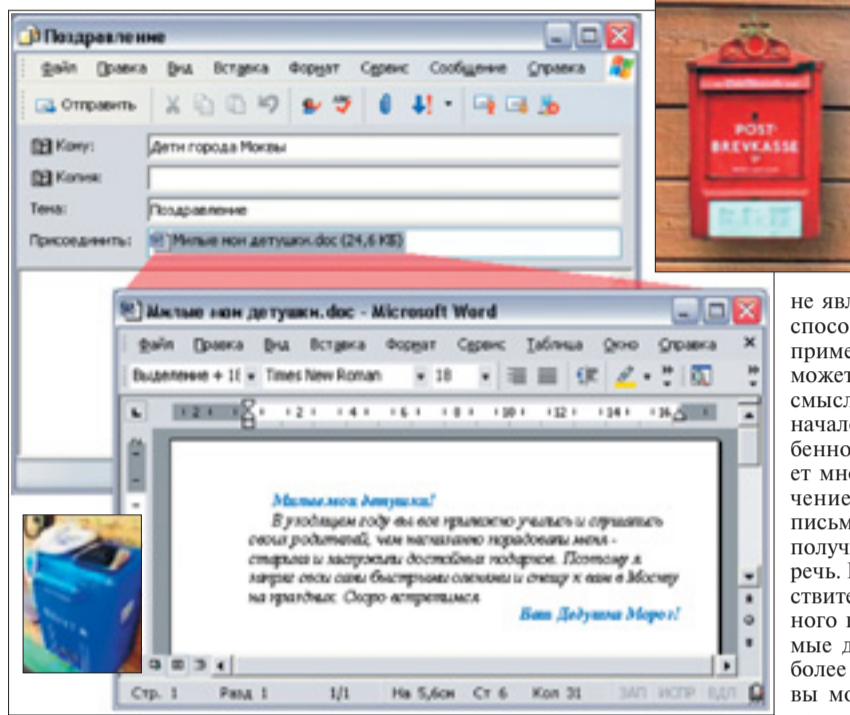 Поздравление
Файл Правка Вид Вставка Формат Сервис Сообщение Справка
Отправить
Кому: Дети города Моквы
Копия:
Тема: Поздравление
Присоединить: Милые мои детушки.doc (24,6 КБ)
POST-
BREVKASSE
Милые мои детушки.doc - Microsoft Word
Файл Правка Вид Вставка Формат Сервис Таблица Окно Справка
Выделение + 18 Times New Roman 18
Милые мои детушки!
В уходящем году вы все прилежно учились и слушались
своих родителей, чем несказанно порадовали меня -
старика и заслужили достойных подарков. Поэтому я
запряг свои сани быстрыми оленями и спешу к вам в Москву
на праздник. Скоро встретимся.
Ваш Дедушка Мороз!
Стр. 1 Разд 1 1/1 На 5,6см Ст 6 Кол 31 ЗАП ИСПР ВДЛ
не явл
способ
приме
может
смысл
начал
бенно
ет мно
чение
письм
получ
речь.
ствите
ного
мые д
более
вы мо